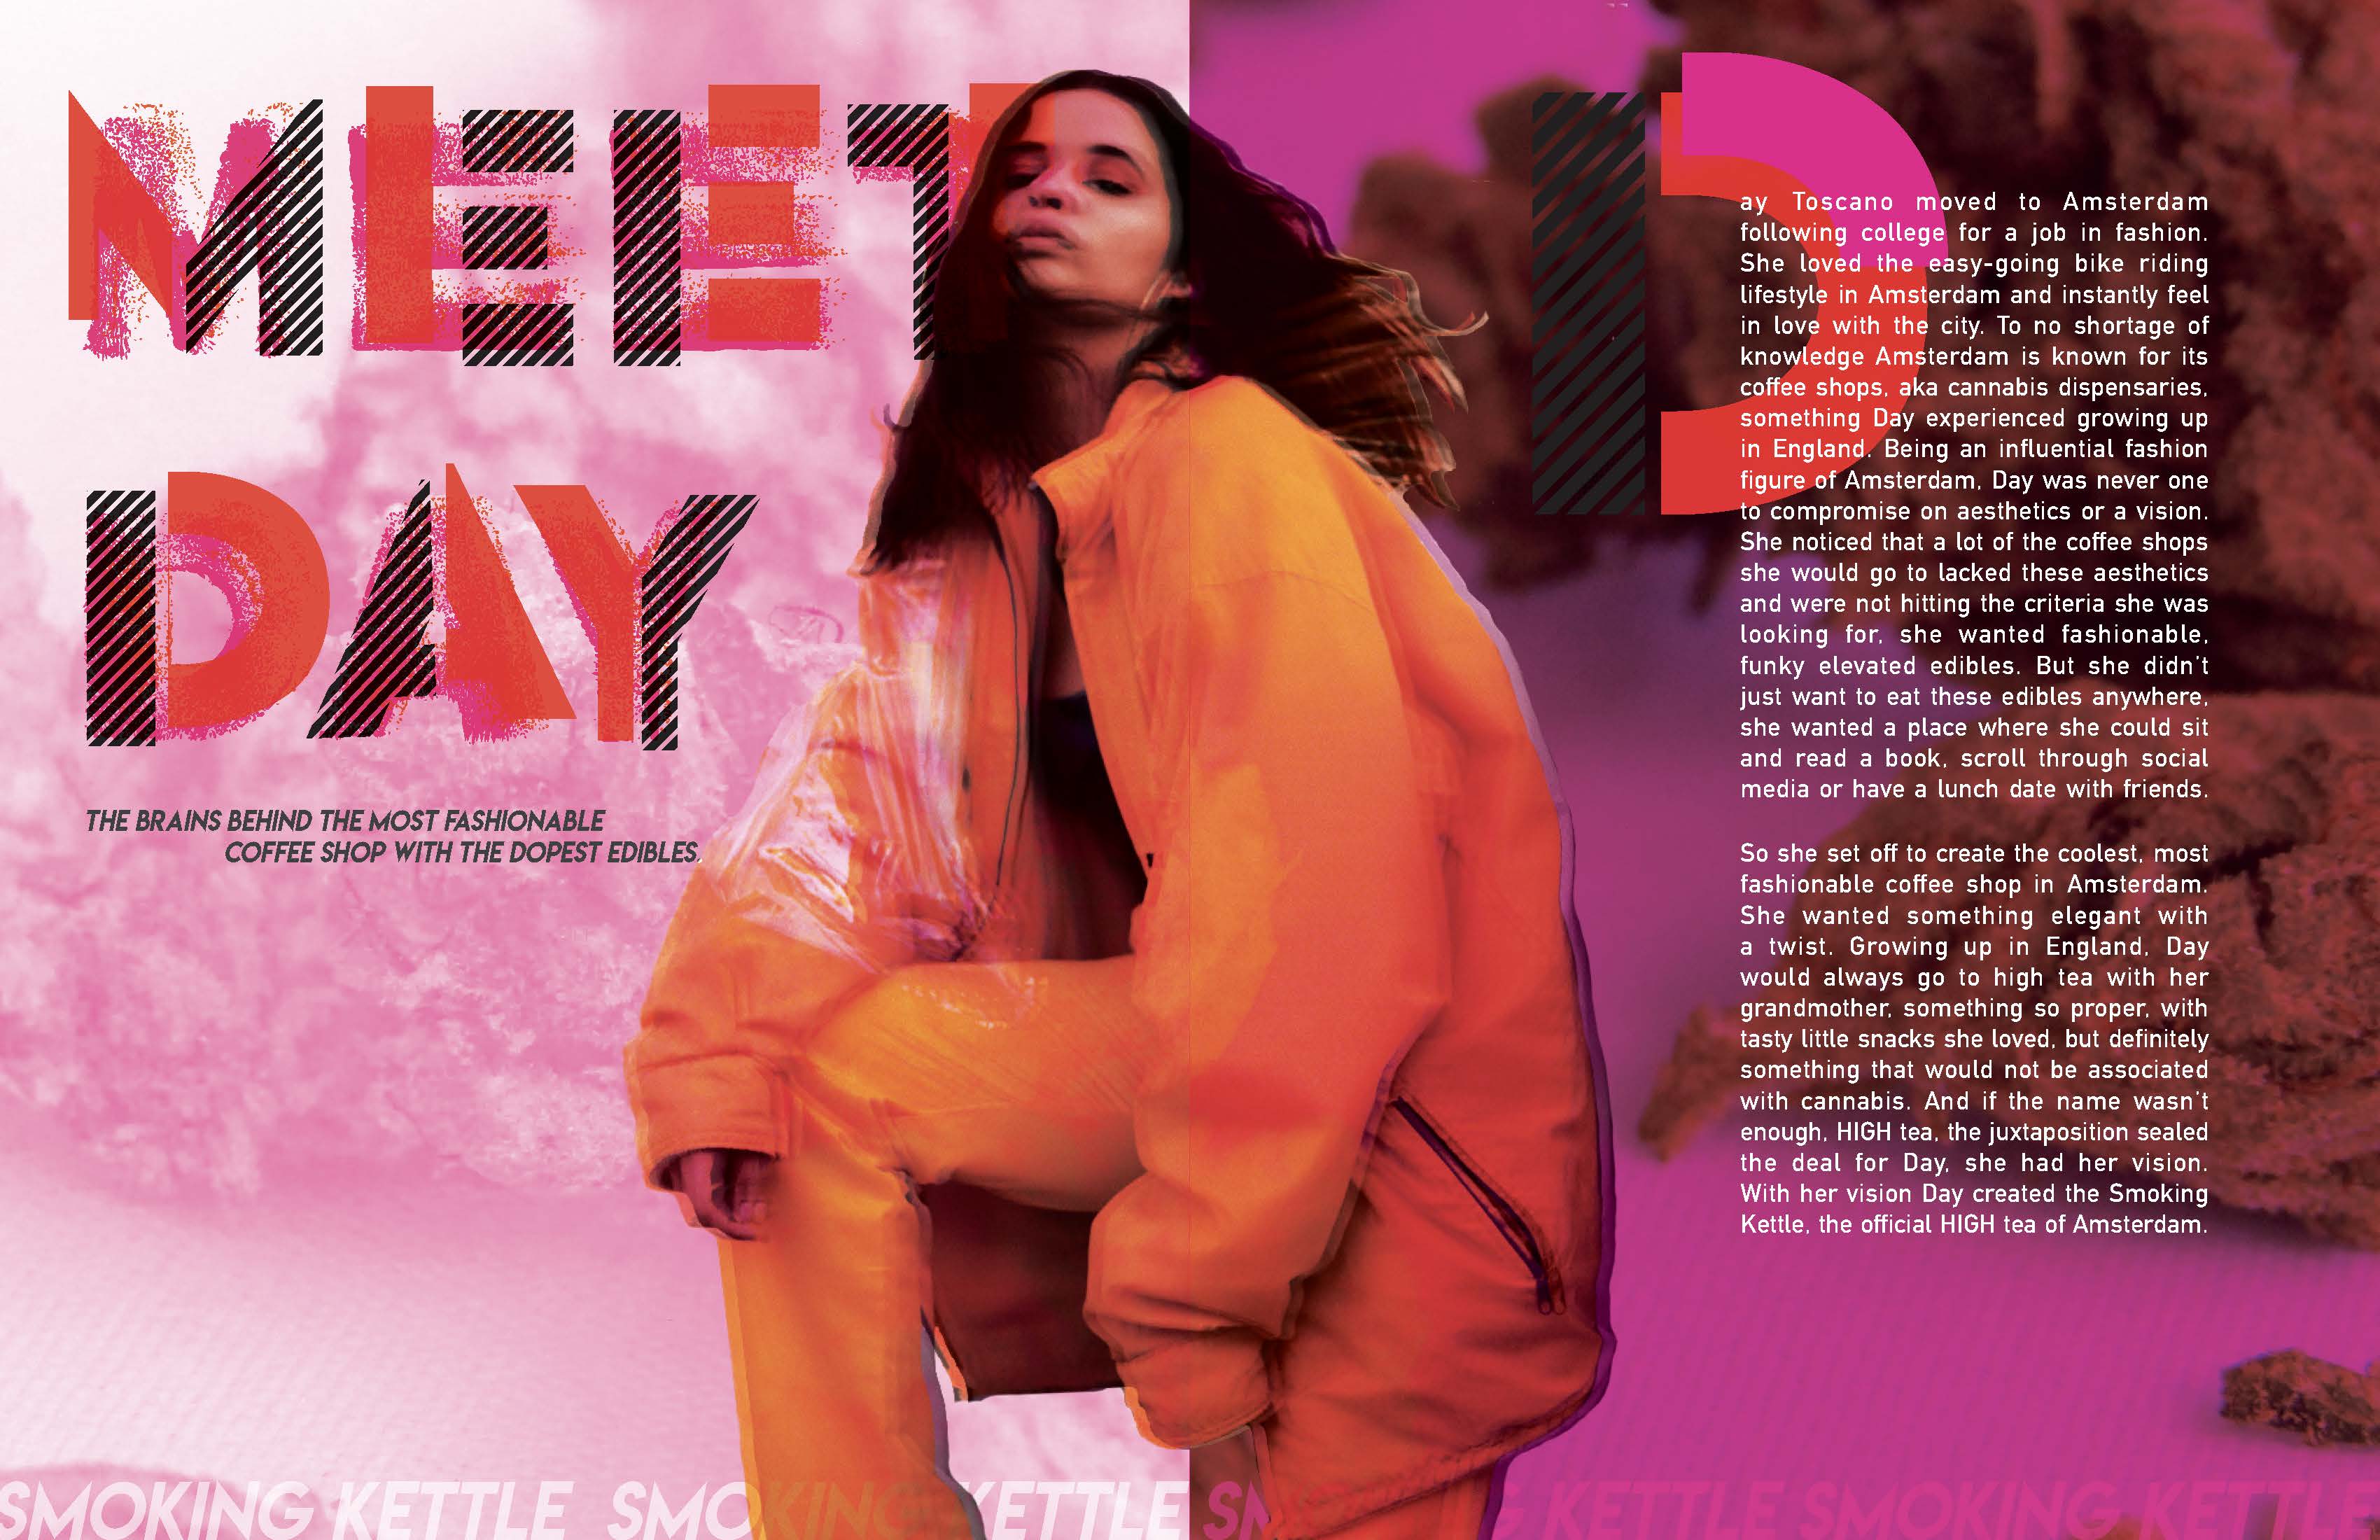 MEET
DAY
THE BRAINS BEHIND THE MOST FASHIONABLE
COFFEE SHOP WITH THE DOPEST EDIBLES.
D
ay Toscano moved to Amsterdam
following college for a job in fashion.
She loved the easy-going bike riding
lifestyle in Amsterdam and instantly feel
in love with the city. To no shortage of
knowledge Amsterdam is known for its
coffee shops, aka cannabis dispensaries,
something Day experienced growing up
in England. Being an influential fashion
figure of Amsterdam, Day was never one
to compromise on aesthetics or a vision.
She noticed that a lot of the coffee shops
she would go to lacked these aesthetics
and were not hitting the criteria she was
looking for, she wanted fashionable,
funky elevated edibles. But she didn't
just want to eat these edibles anywhere,
she wanted a place where she could sit
and read a book, scroll through social
media or have a lunch date with friends.
So she set off to create the coolest, most
fashionable coffee shop in Amsterdam.
She wanted something elegant with
a twist. Growing up in England, Day
would always go to high tea with her
grandmother, something so proper, with
tasty little snacks she loved, but definitely
something that would not be associated
with cannabis. And if the name wasn't
enough, HIGH tea, the juxtaposition sealed
the deal for Day, she had her vision.
With her vision Day created the Smoking
Kettle, the official HIGH tea of Amsterdam.
SMOKING KETTLE SMOKING KETTLE SMOKING KETTLE SMOKING KETTLE